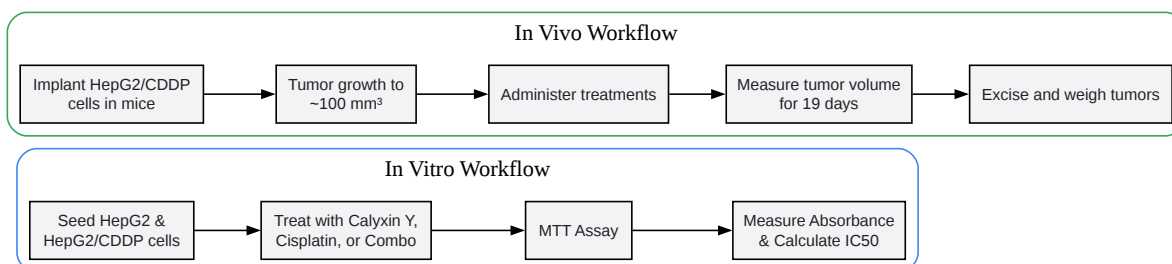 In Vivo Workflow
Implant HepG2/CDDP
cells in mice
Tumor growth to
~100 mm³
Administer treatments
Measure tumor volume
for 19 days
Excise and weigh tumors
In Vitro Workflow
Seed HepG2 &
HepG2/CDDP cells
Treat with Calyxin Y,
Cisplatin, or Combo
MTT Assay
Measure Absorbance
& Calculate IC50